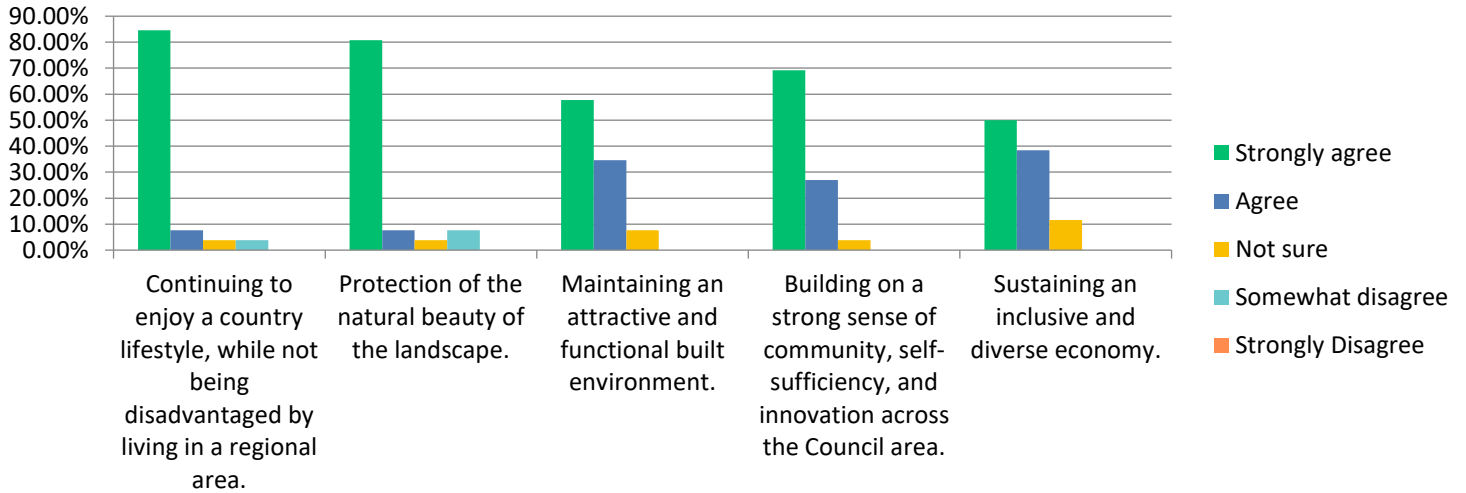 90.00%
80.00%
70.00%
60.00%
50.00%
40.00%
30.00%
20.00%
10.00%
0.00%
Continuing to
enjoy a country
lifestyle, while not
being
disadvantaged by
living in a regional
area.
Protection of the
natural beauty of
the landscape.
Maintaining an
attractive and
functional built
environment.
Building on a
strong sense of
community, self-
sufficiency, and
innovation across
the Council area.
Sustaining an
inclusive and
diverse economy.
Strongly agree
Agree
Not sure
Somewhat disagree
Strongly Disagree